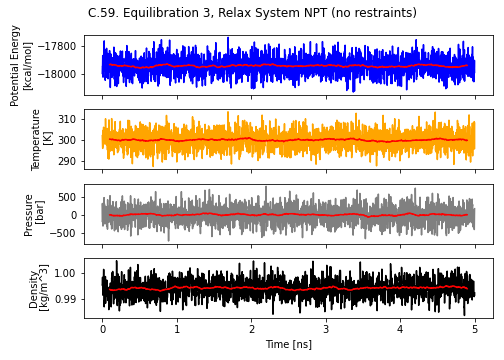 C.59. Equilibration 3, Relax System NPT (no restraints)
Potential Energy
[kcal/mol]
−17800
−18000
Temperature
[K]
310
300
290
Pressure
[bar]
500
0
−500
Density
[kg/m^3]
1.00
0.99
0 1 2 3 4 5
Time [ns]